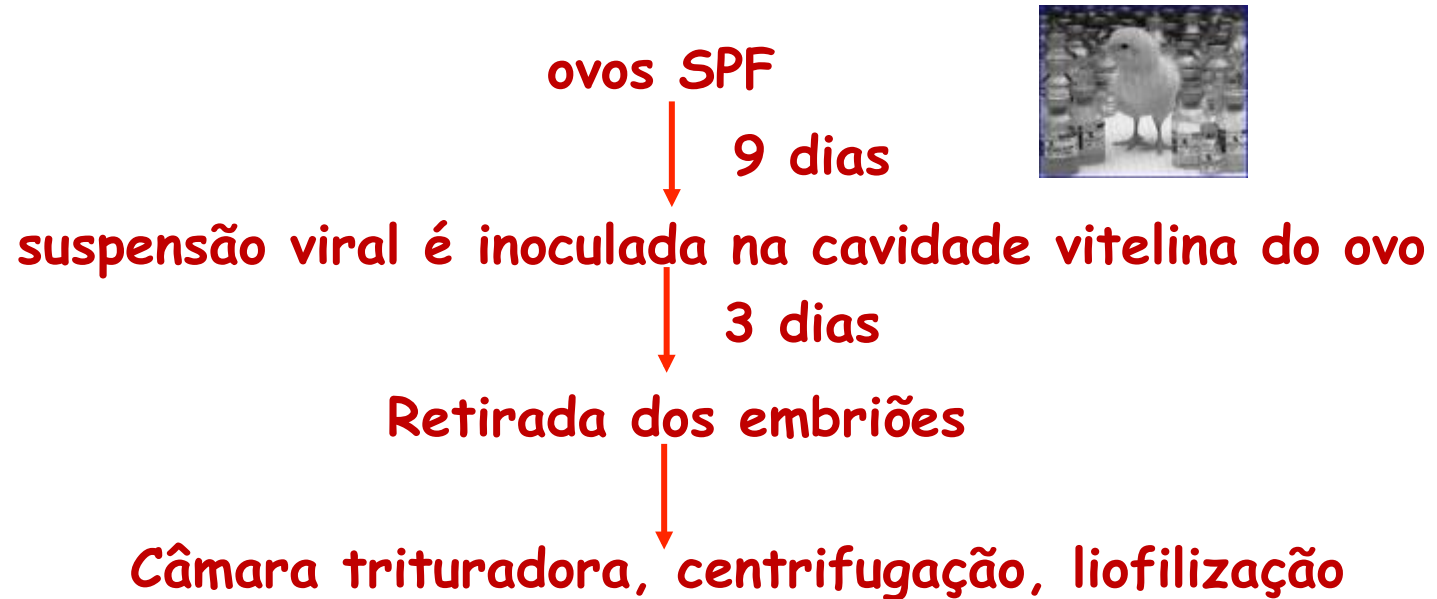 ovos SPF
9 dias
suspensão viral é inoculada na cavidade vitelina do ovo
3 dias
Retirada dos embriões
Câmara trituradora, centrifugação, liofilização